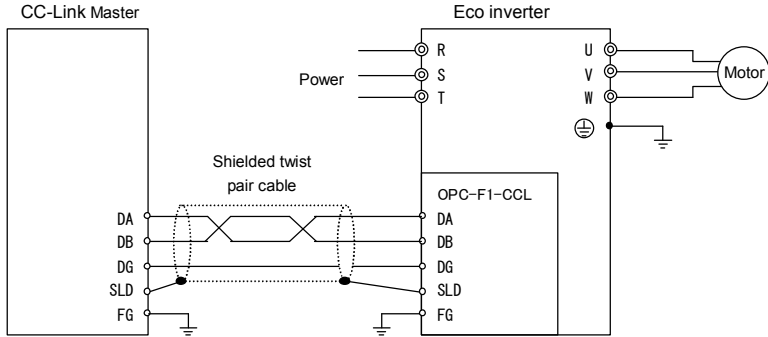 CC-Link Master
Eco inverter
R
S
T
Power
U
V
W
Motor
Shielded twist
pair cable
OPC-F1-CCL
DA
DB
DG
SLD
FG
DA
DB
DG
SLD
FG